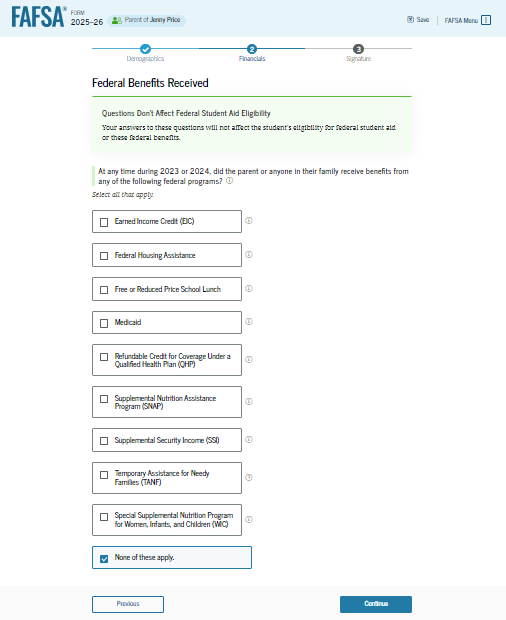 FAFSA® FORM
2025–26
Parent of Jenny Price
Save
FAFSA Menu
2
3
Demographics
Financials
Signature
Federal Benefits Received
Questions Don't Affect Federal Student Aid Eligibility
Your answers to these questions will not affect the student's eligibility for federal student aid
or these federal benefits.
At any time during 2023 or 2024, did the parent or anyone in their family receive benefits from
any of the following federal programs?
Select all that apply.
Earned Income Credit (EIC)
Federal Housing Assistance
Free or Reduced Price School Lunch
Medicaid
Refundable Credit for Coverage Under a
Qualified Health Plan (QHP)
Supplemental Nutrition Assistance
Program (SNAP)
Supplemental Security Income (SSI)
Temporary Assistance for Needy
Families (TANF)
Special Supplemental Nutrition Program
for Women, Infants, and Children (WIC)
None of these apply.
Previous
Continue